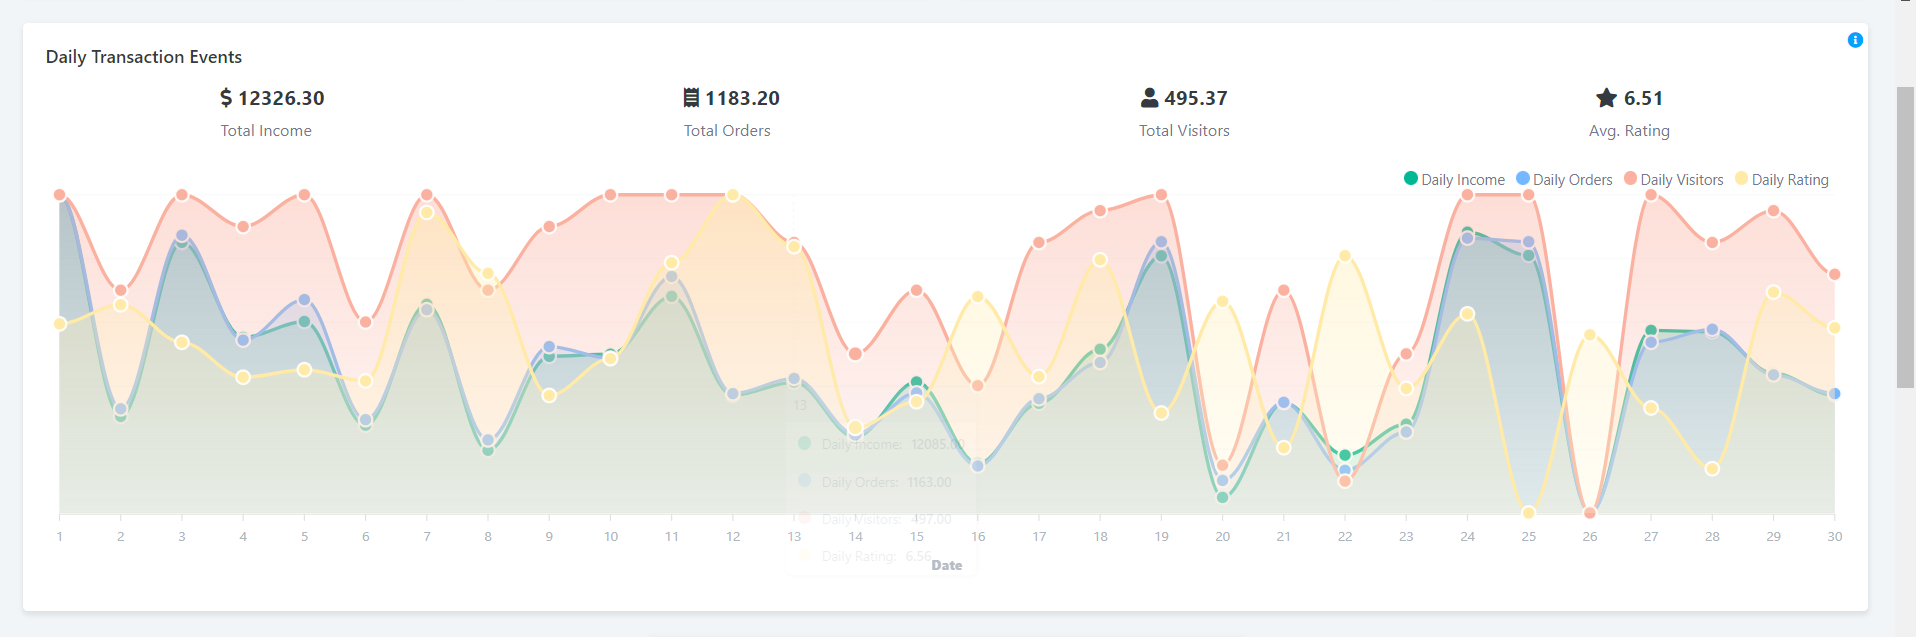 Daily Transaction Events
$ 12326.30
1183.20
495.37
6.51
Total Income
Total Orders
Total Visitors
Avg. Rating
Daily Income
Daily Orders
Daily Visitors
Daily Rating
13
Daily Income: 12085.00
Daily Orders: 1163.00
Daily Visitors: 497.00
Daily Rating: 6.56
1 2 3 4 5 6 7 8 9 10 11 12 13 14 15 16 17 18 19 20 21 22 23 24 25 26 27 28 29 30
Date